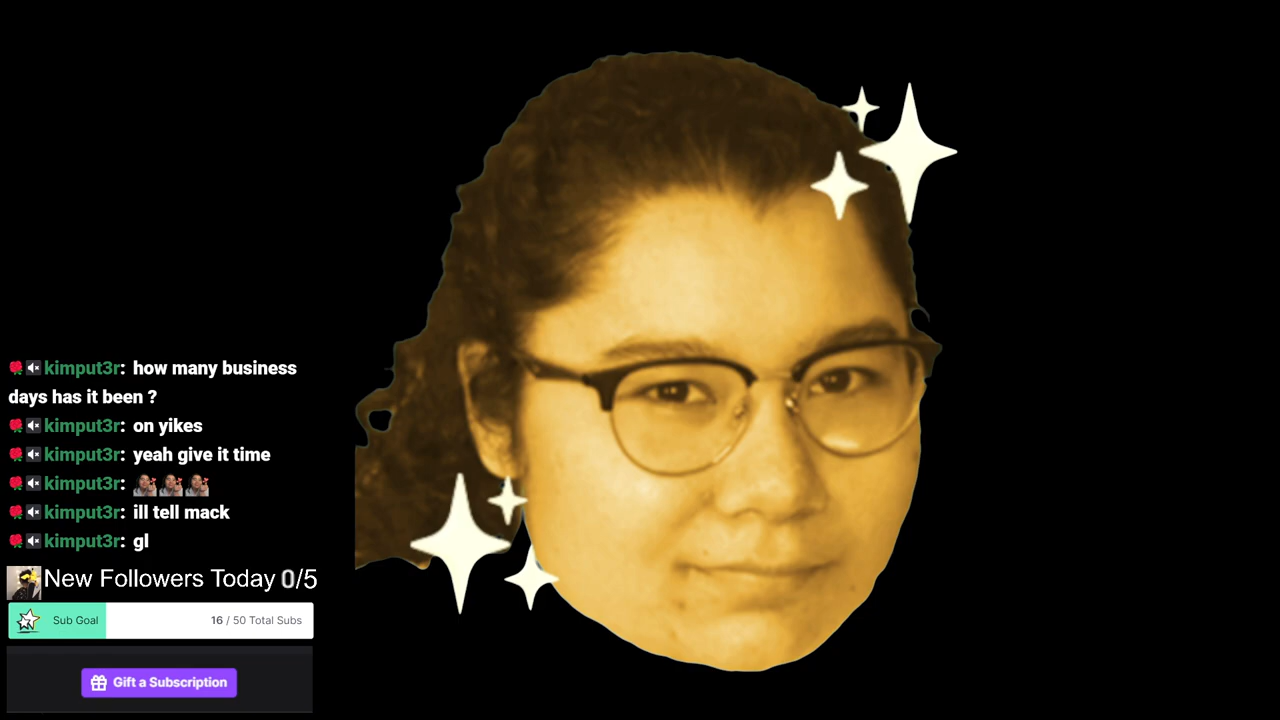 kimput3r: how many business
days has it been ?
kimput3r: on yikes
kimput3r: yeah give it time
kimput3r:
kimput3r: ill tell mack
kimput3r: gl
New Followers Today 0/5
Sub Goal 16 / 50 Total Subs
Gift a Subscription